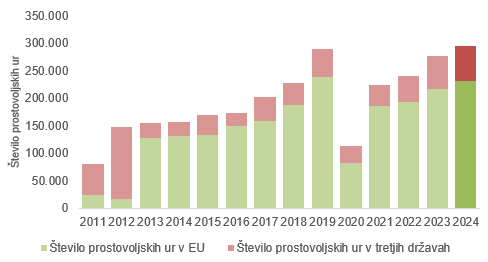 350.000
300.000
250.000
200.000
150.000
100.000
50.000
0
Število prostovoljskih ur
2011 2012 2013 2014 2015 2016 2017 2018 2019 2020 2021 2022 2023 2024
Število prostovoljskih ur v EU Število prostovoljskih ur v tretjih državah